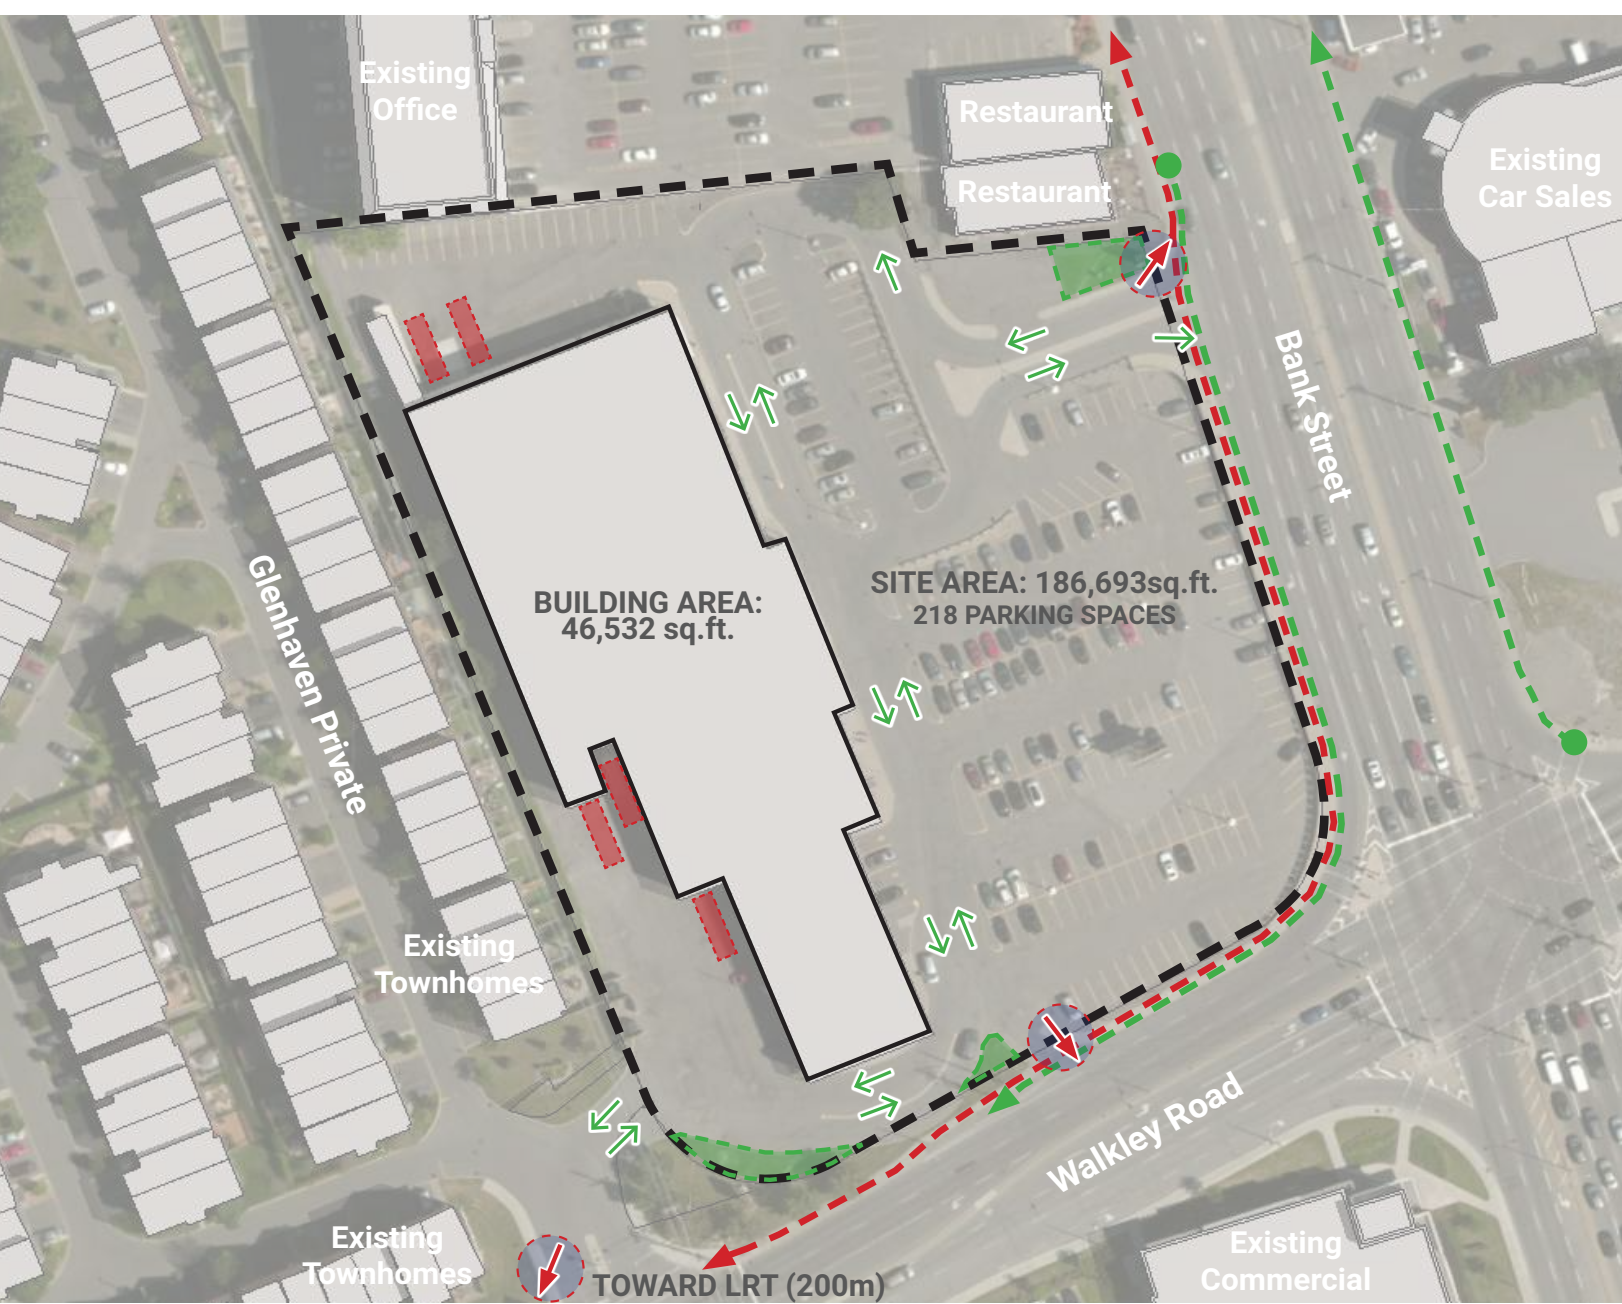 Existing
Office
Restaurant
Restaurant
Existing
Car Sales
Bank Street
BUILDING AREA:
46,532 sq.ft.
SITE AREA: 186,693sq.ft.
218 PARKING SPACES
Glenhaven Private
Existing
Townhomes
Walkley Road
Existing
Townhomes
TOWARD LRT (200m)
Existing
Commercial